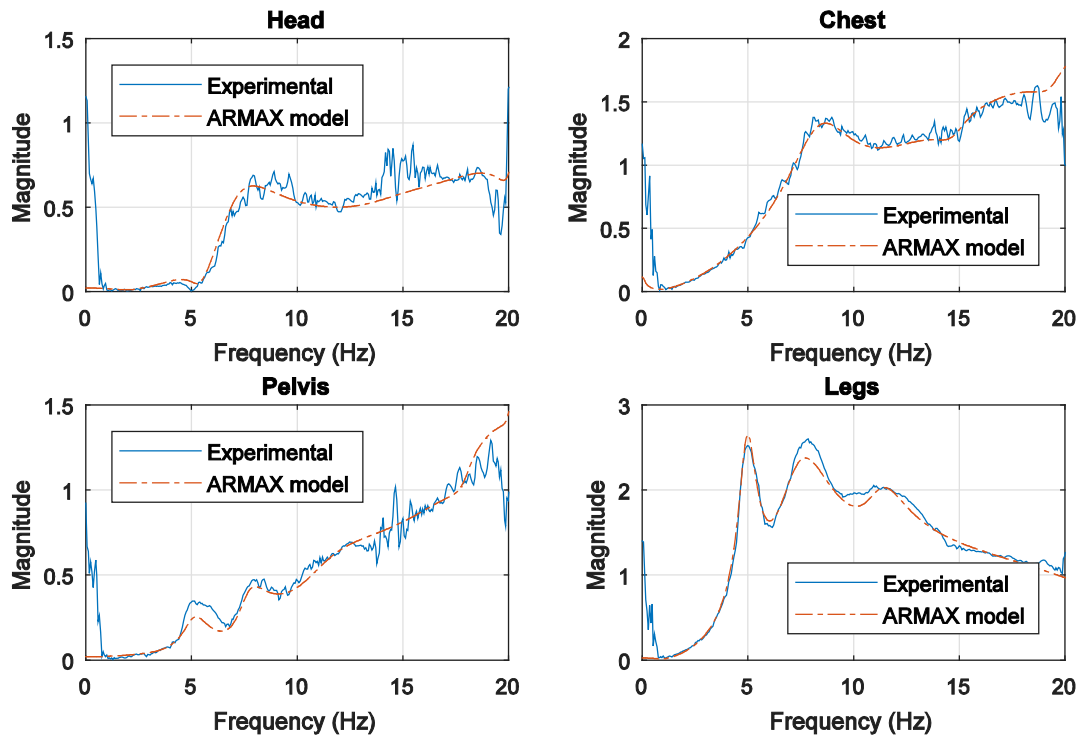 Head
1.5
1
0.5
0
Magnitude
Experimental
ARMAX model
0 5 10 15 20
Frequency (Hz)
Chest
2
1.5
1
0.5
0
Magnitude
Experimental
ARMAX model
0 5 10 15 20
Frequency (Hz)
Pelvis
1.5
1
0.5
0
Magnitude
Experimental
ARMAX model
0 5 10 15 20
Frequency (Hz)
Legs
3
2
1
0
Magnitude
Experimental
ARMAX model
0 5 10 15 20
Frequency (Hz)